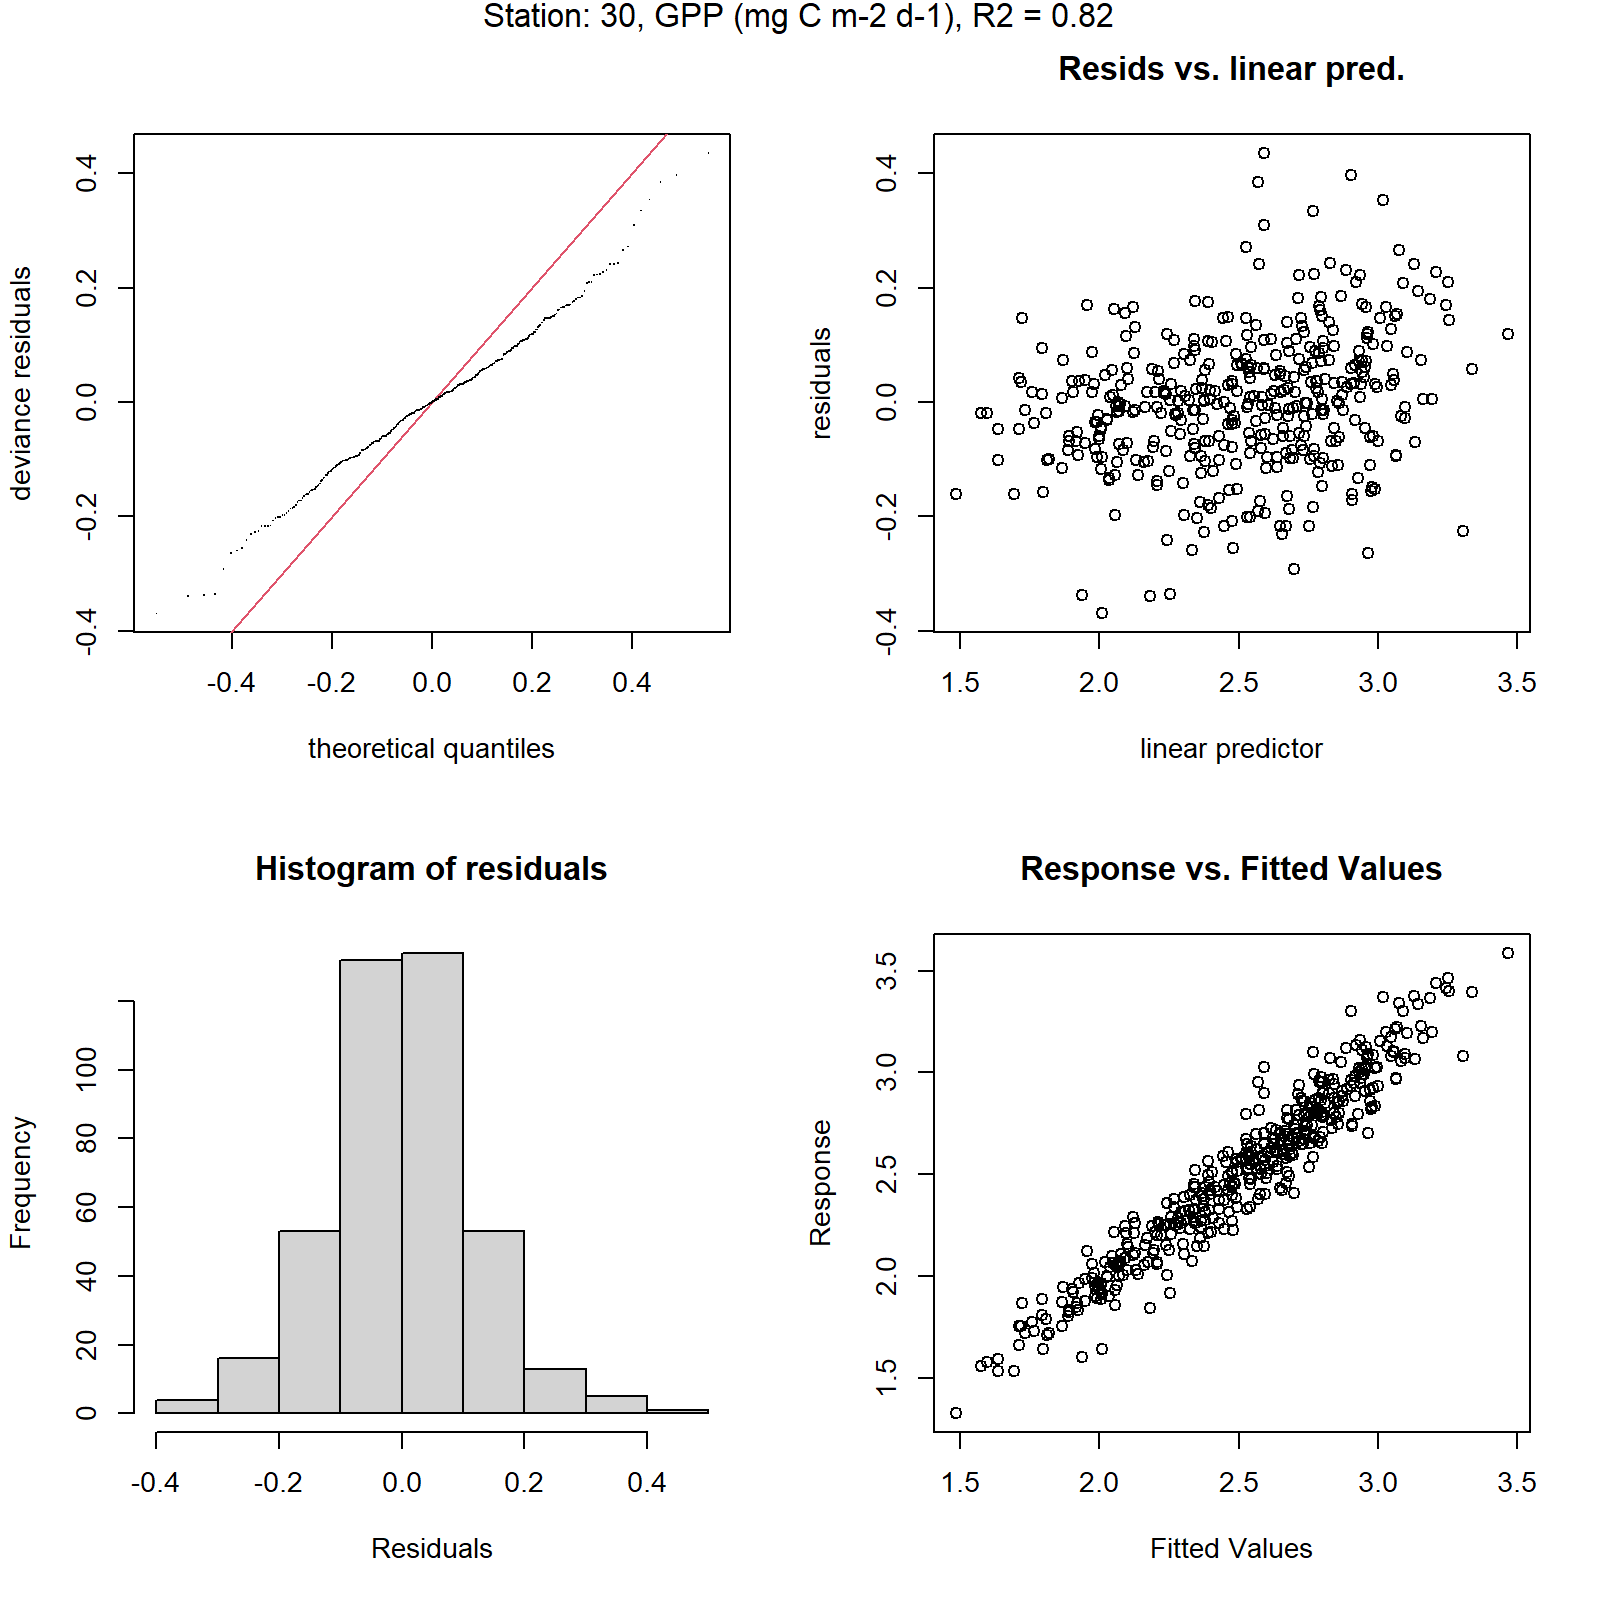 Station: 30, GPP (mg C m-2 d-1), R2 = 0.82
deviance residuals
-0.4 -0.2 0.0 0.2 0.4
-0.4 -0.2 0.0 0.2 0.4
theoretical quantiles
Resids vs. linear pred.
residuals
-0.4 -0.2 0.0 0.2 0.4
1.5 2.0 2.5 3.0 3.5
linear predictor
Histogram of residuals
Frequency
0 20 40 60 80 100
-0.4 -0.2 0.0 0.2 0.4
Residuals
Response vs. Fitted Values
Response
1.5 2.0 2.5 3.0 3.5
1.5 2.0 2.5 3.0 3.5
Fitted Values